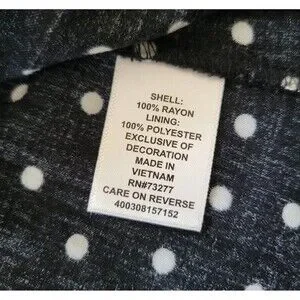 SHELL:
100% RAYON
LINING:
100% POLYESTER
EXCLUSIVE OF
DECORATION
MADE IN
VIETNAM
RN#73277
CARE ON REVERSE
400308157152